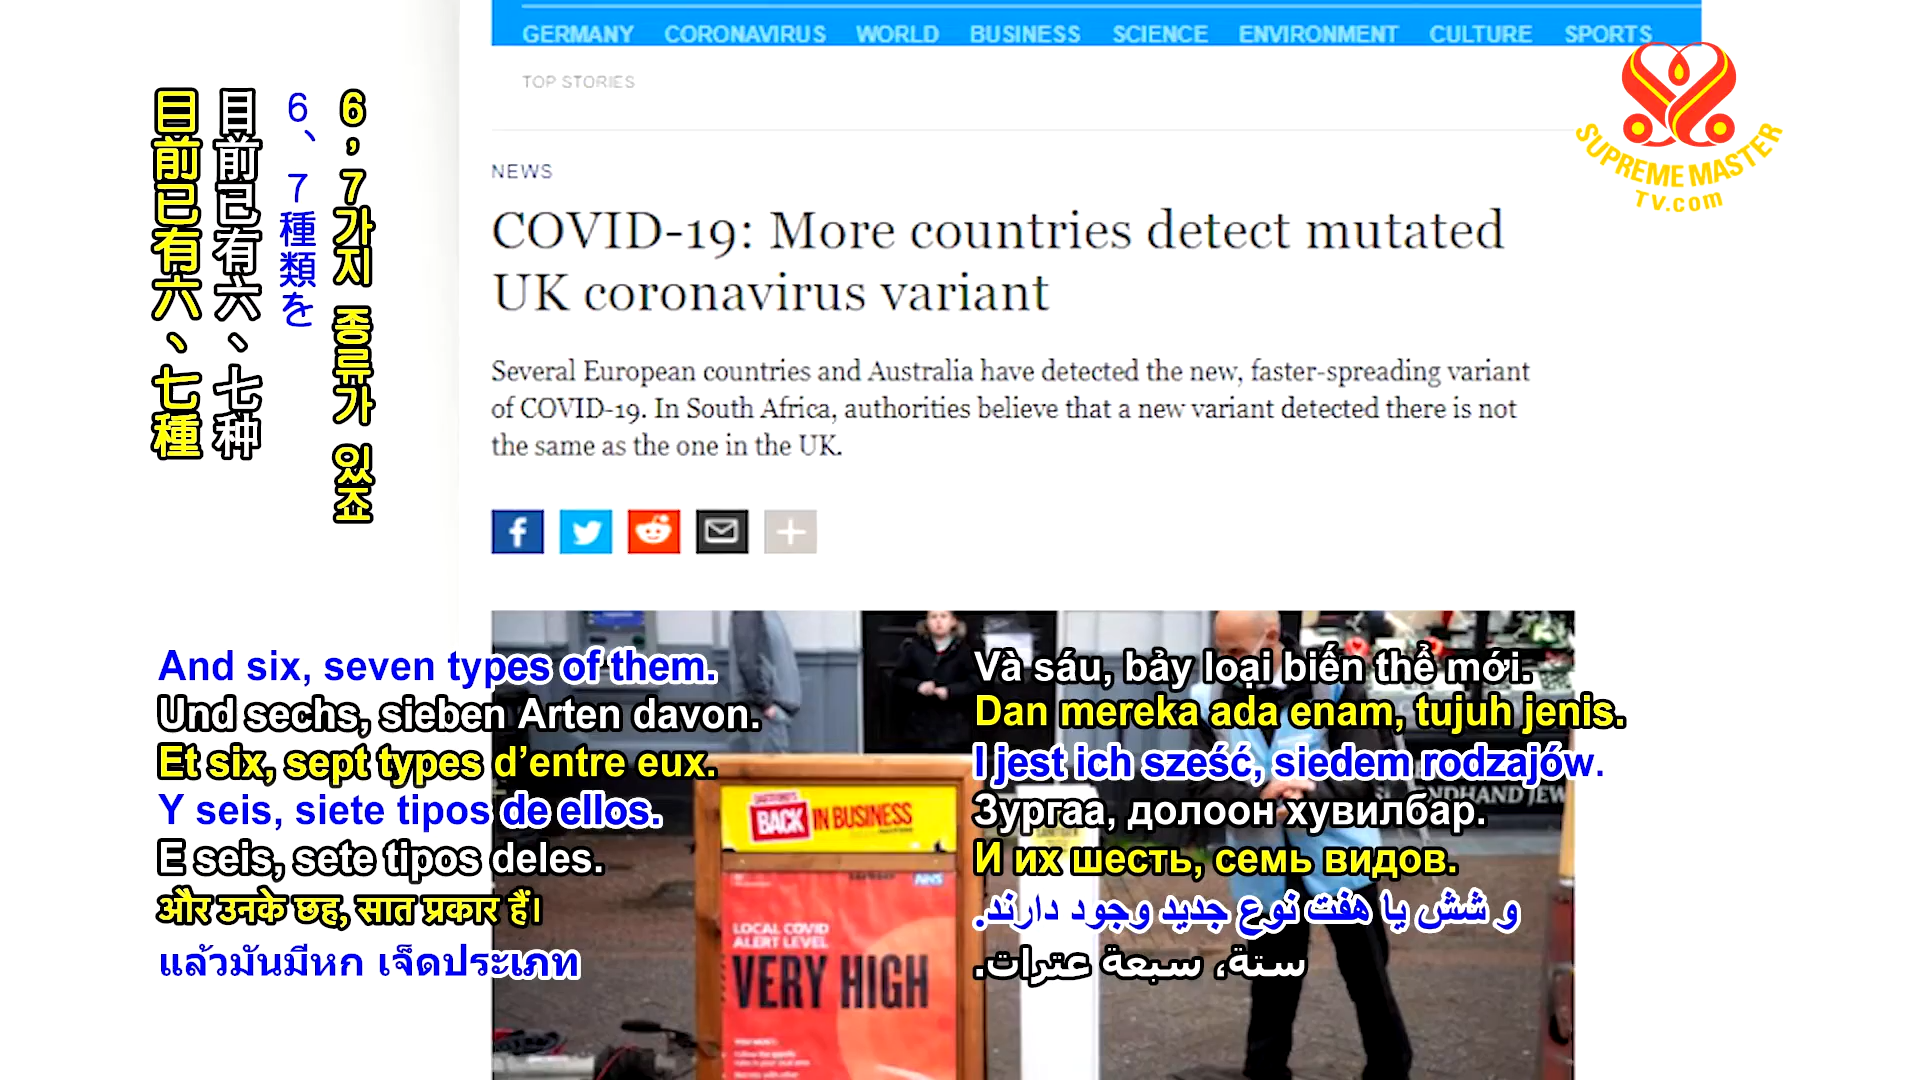 GERMANY CORONAVIRUS WORLD BUSINESS SCIENCE ENVIRONMENT CULTURE SPORTS
TOP STORIES
SUPREME MASTER
TV.com
NEWS
COVID-19: More countries detect mutated
UK coronavirus variant
Several European countries and Australia have detected the new, faster-spreading variant
of COVID-19. In South Africa, authorities believe that a new variant detected there is not
the same as the one in the UK.
6，7가지 종류가 있죠
6、7種類を
目前已有六、七种
目前已有六、七種
And six, seven types of them.
Und sechs, sieben Arten davon.
Et six, sept types d’entre eux.
Y seis, siete tipos de ellos.
E seis, sete tipos deles.
और उनके छह, सात प्रकार हैं।
แล้วมันมีหก เจ็ดประเภท
Và sáu, bảy loại biến thể mới.
Dan mereka ada enam, tujuh jenis.
I jest ich sześć, siedem rodzajów.
Зургаа, долоон хувилбар.
И их шесть, семь видов.
و شش یا هفت نوع جدید وجود دارند.
ستة، سبعة عترات.
BACK IN BUSINESS
NHS
LOCAL COVID
ALERT LEVEL
VERY HIGH